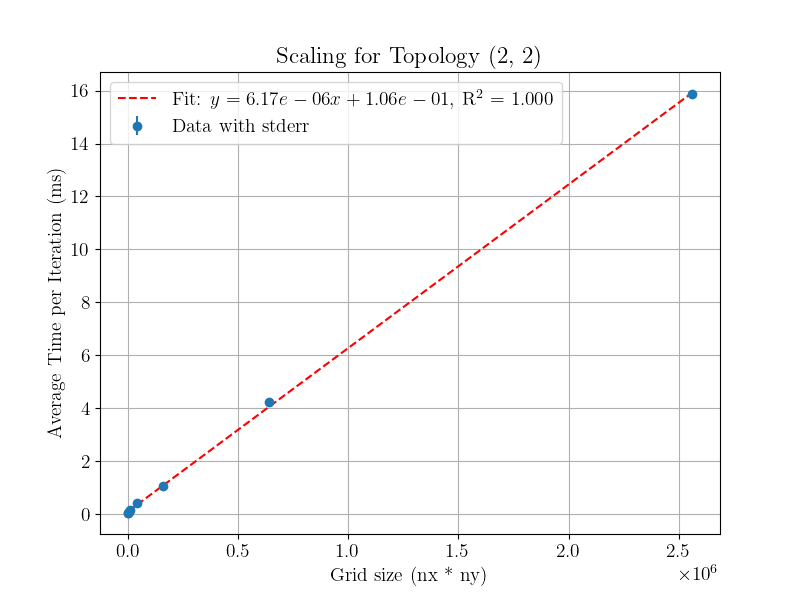 Scaling for Topology (2, 2)
Fit: y = 6.17e − 06x + 1.06e − 01, R² = 1.000
Data with stderr
Average Time per Iteration (ms)
16
14
12
10
8
6
4
2
0
0.0 0.5 1.0 1.5 2.0 2.5
Grid size (nx * ny)
×10⁶